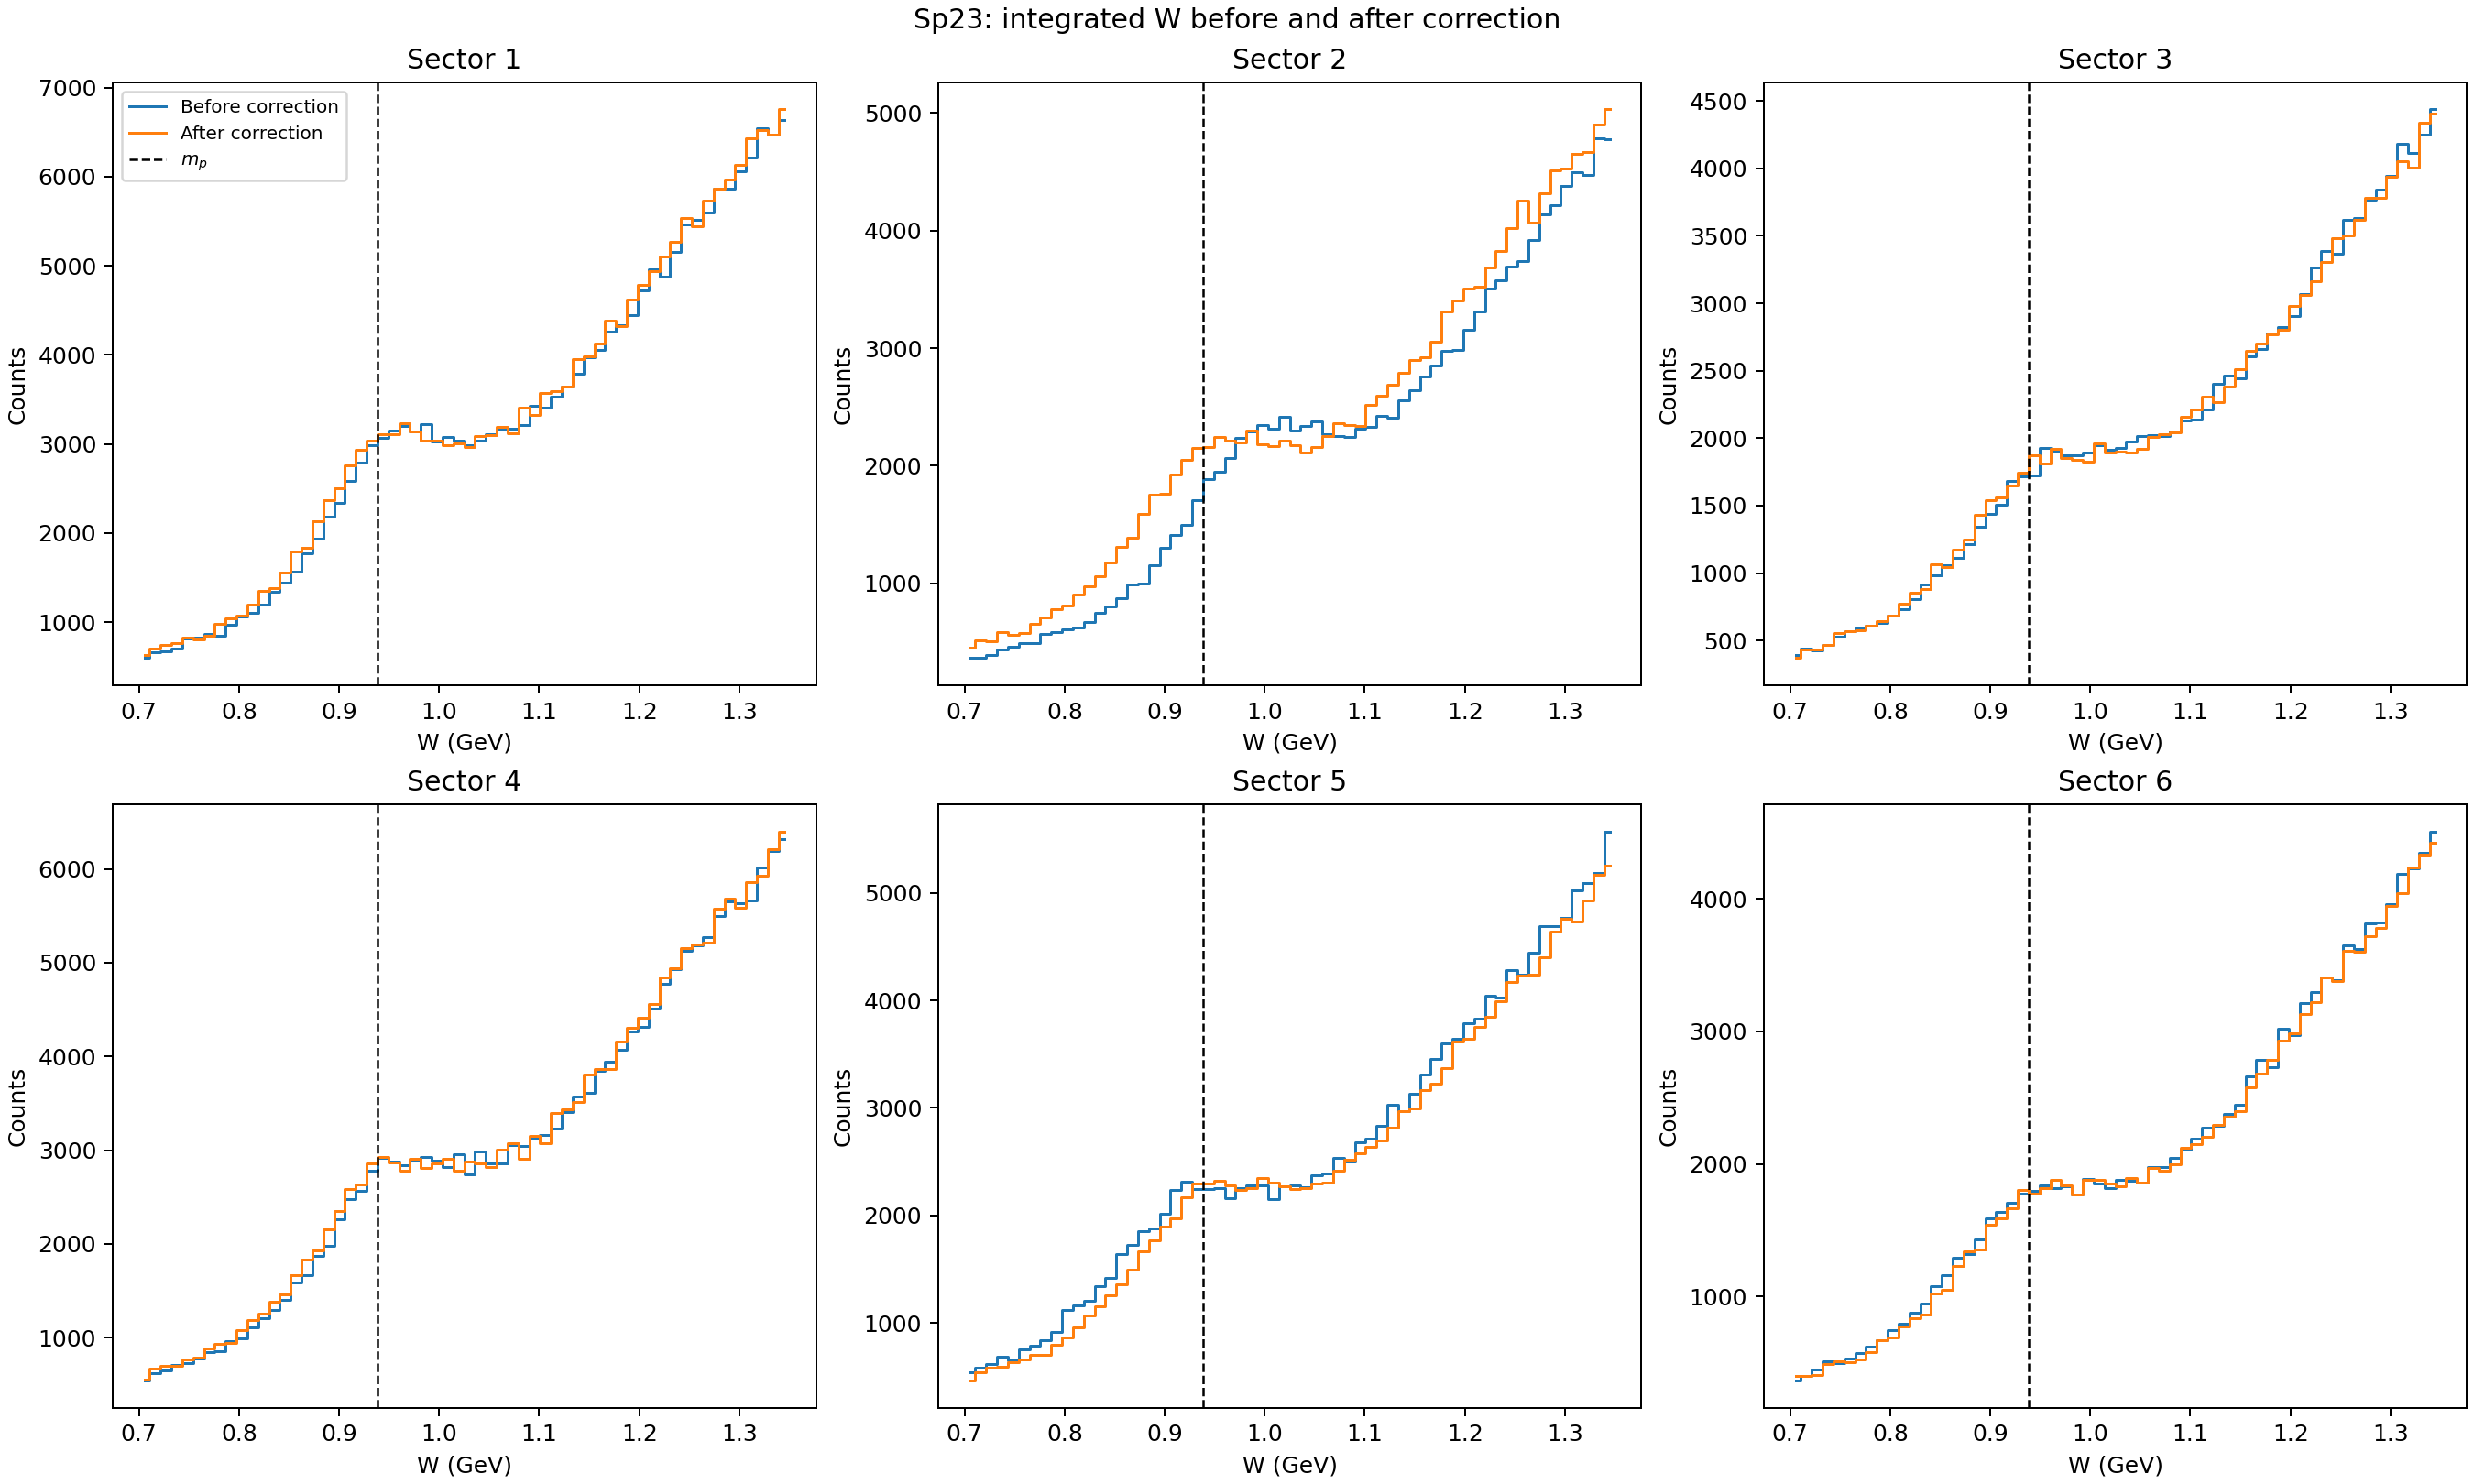 Sp23: integrated W before and after correction
Sector 1
Counts
7000
6000
5000
4000
3000
2000
1000
Before correction
After correction
m_p
0.7 0.8 0.9 1.0 1.1 1.2 1.3
W (GeV)
Sector 2
Counts
5000
4000
3000
2000
1000
0.7 0.8 0.9 1.0 1.1 1.2 1.3
W (GeV)
Sector 3
Counts
4500
4000
3500
3000
2500
2000
1500
1000
500
0.7 0.8 0.9 1.0 1.1 1.2 1.3
W (GeV)
Sector 4
Counts
6000
5000
4000
3000
2000
1000
0.7 0.8 0.9 1.0 1.1 1.2 1.3
W (GeV)
Sector 5
Counts
5000
4000
3000
2000
1000
0.7 0.8 0.9 1.0 1.1 1.2 1.3
W (GeV)
Sector 6
Counts
4000
3000
2000
1000
0.7 0.8 0.9 1.0 1.1 1.2 1.3
W (GeV)